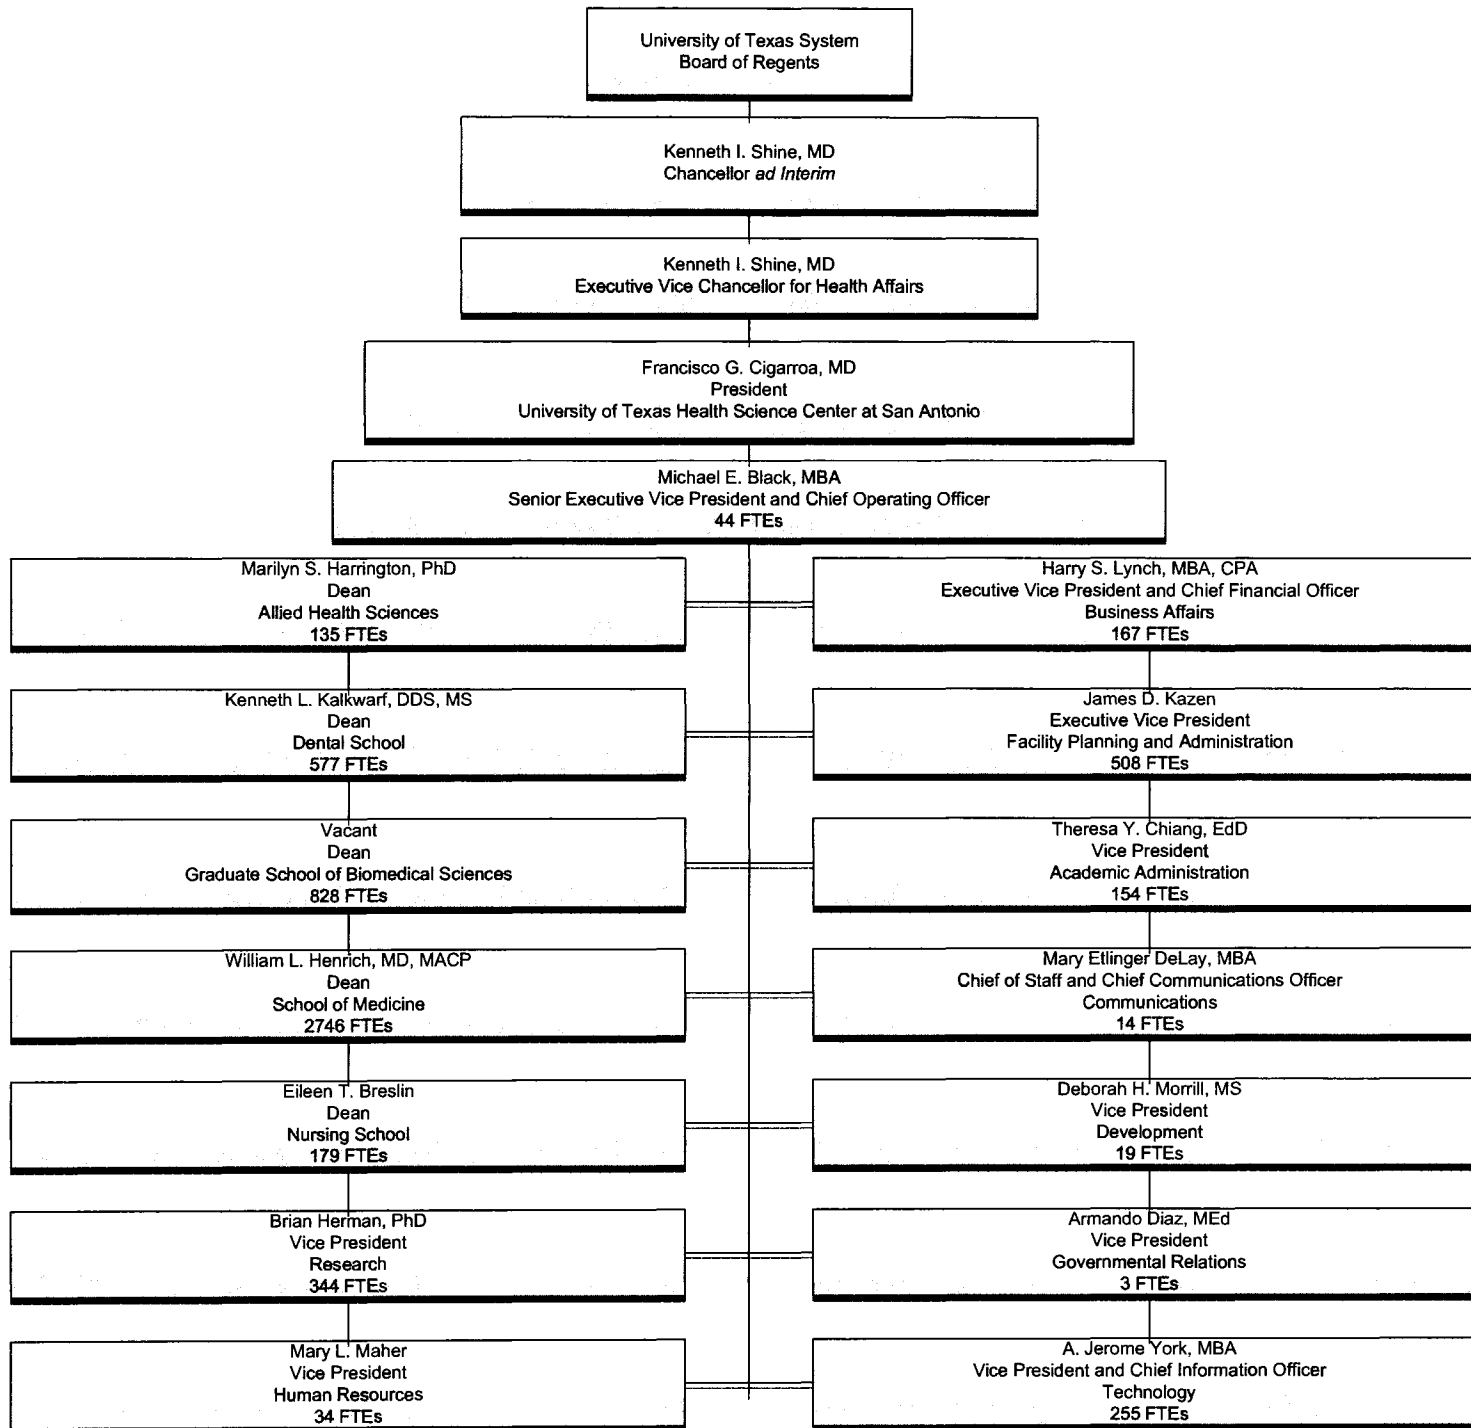 University of Texas System
Board of Regents
Kenneth I. Shine, MD
Chancellor ad Interim
Kenneth I. Shine, MD
Executive Vice Chancellor for Health Affairs
Francisco G. Cigarroa, MD
President
University of Texas Health Science Center at San Antonio
Michael E. Black, MBA
Senior Executive Vice President and Chief Operating Officer
44 FTEs
Marilyn S. Harrington, PhD
Dean
Allied Health Sciences
135 FTEs
Harry S. Lynch, MBA, CPA
Executive Vice President and Chief Financial Officer
Business Affairs
167 FTEs
Kenneth L. Kalkwarf, DDS, MS
Dean
Dental School
577 FTEs
James D. Kazen
Executive Vice President
Facility Planning and Administration
508 FTEs
Vacant
Dean
Graduate School of Biomedical Sciences
828 FTEs
Theresa Y. Chiang, EdD
Vice President
Academic Administration
154 FTEs
William L. Henrich, MD, MACP
Dean
School of Medicine
2746 FTEs
Mary Etlinger DeLay, MBA
Chief of Staff and Chief Communications Officer
Communications
14 FTEs
Eileen T. Breslin
Dean
Nursing School
179 FTEs
Deborah H. Morrill, MS
Vice President
Development
19 FTEs
Brian Herman, PhD
Vice President
Research
344 FTEs
Armando Diaz, MEd
Vice President
Governmental Relations
3 FTEs
Mary L. Maher
Vice President
Human Resources
34 FTEs
A. Jerome York, MBA
Vice President and Chief Information Officer
Technology
255 FTEs